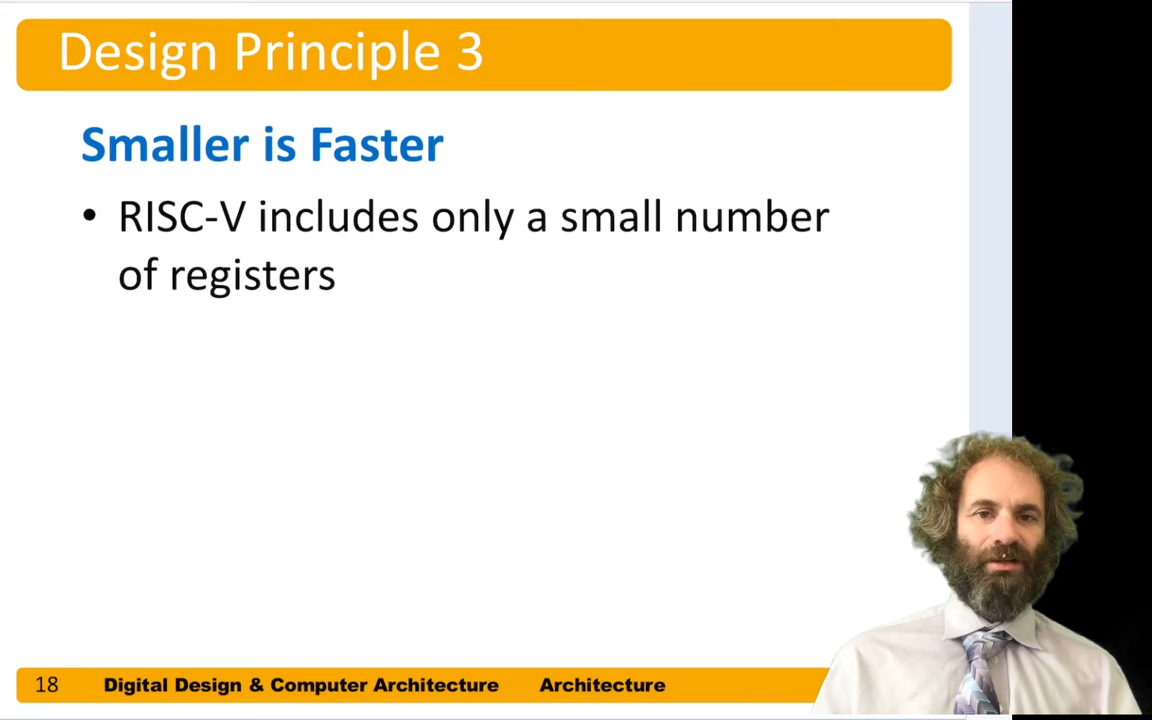 Design Principle 3
Smaller is Faster
• RISC-V includes only a small number
of registers
18 Digital Design & Computer Architecture Architecture